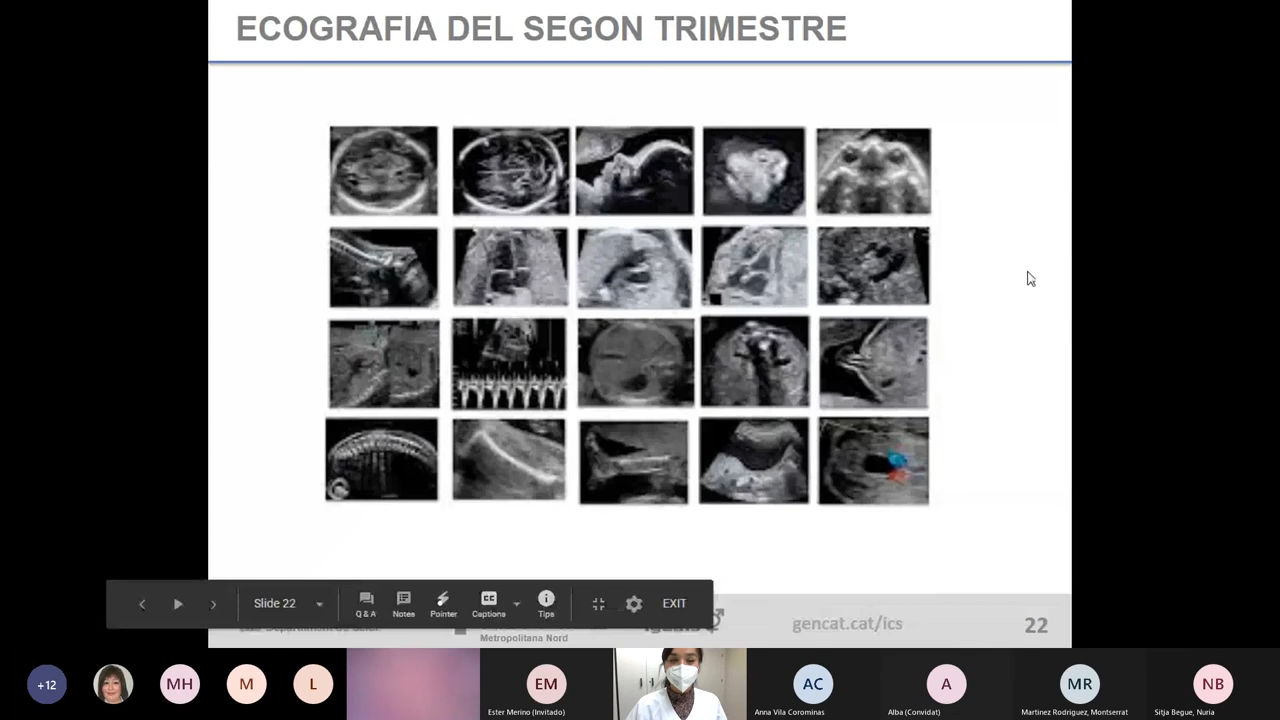 ECOGRAFIA DEL SEGON TRIMESTRE
Slide 22
Q & A
Notes
Pointer
Captions
Tips
EXIT
Metropolitana Nord
gencat.cat/ics
22
+12
MH
M
L
EM
Ester Merino (Invitado)
AC
Anna Vila Corominas
A
Alba (Convidat)
MR
Martinez Rodriguez, Montserrat
NB
Sitja Begue, Nuria